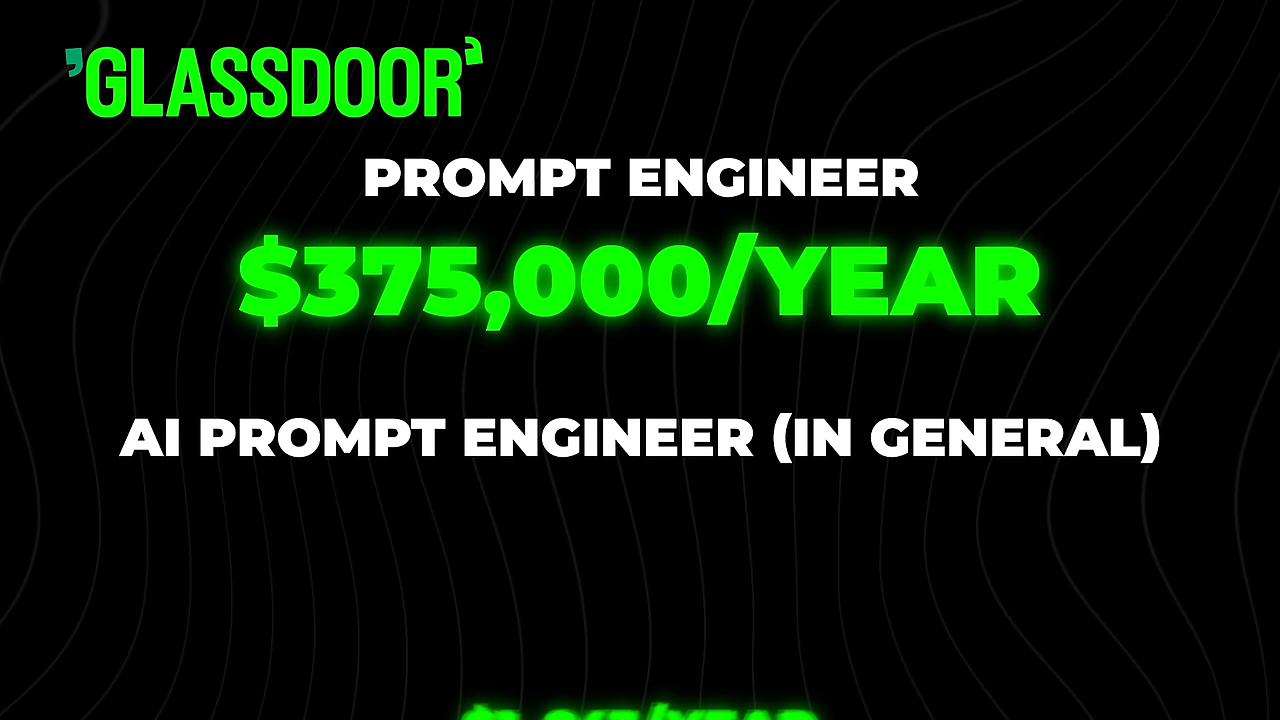 ’GLASSDOOR’
PROMPT ENGINEER
$375,000/YEAR
AI PROMPT ENGINEER (IN GENERAL)